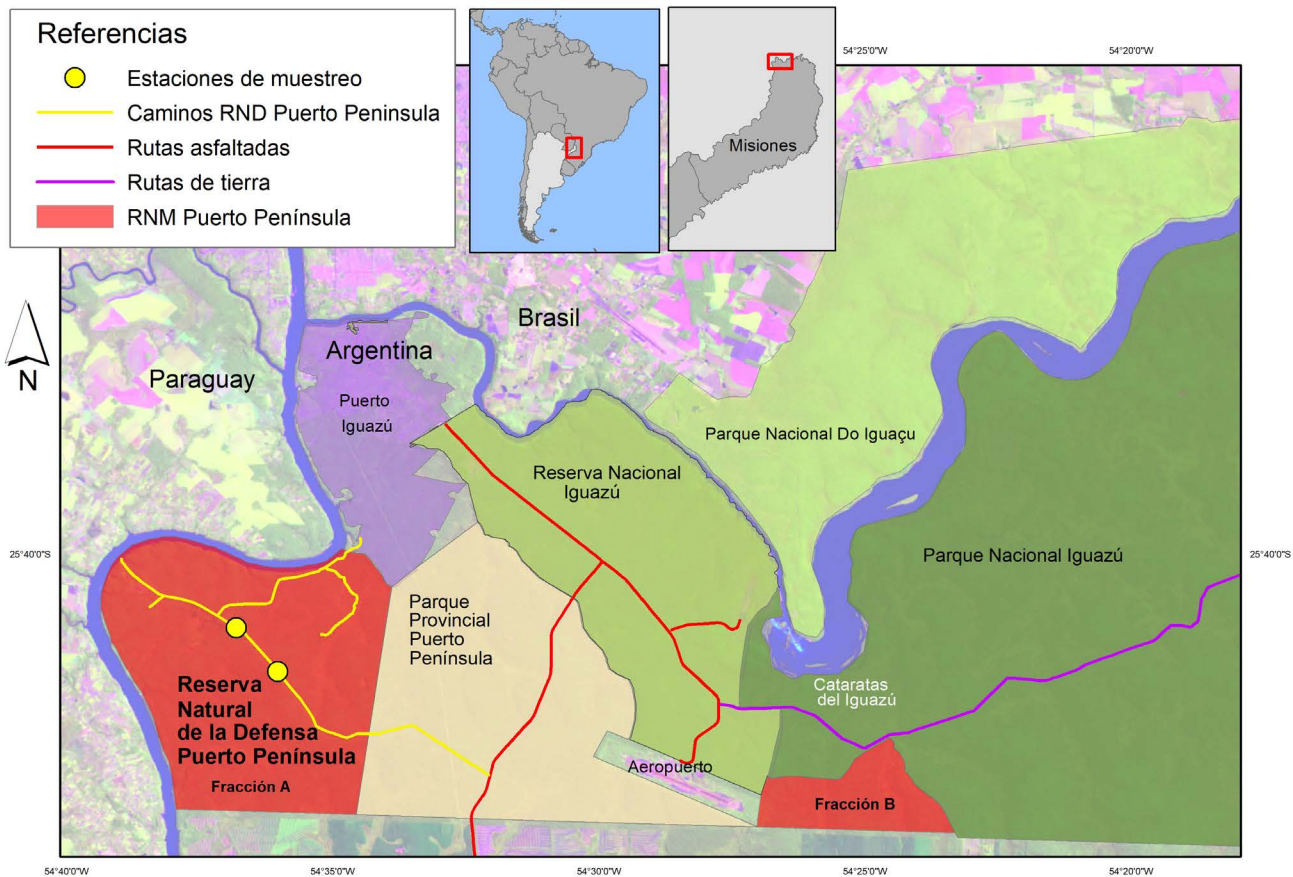 Referencias
Estaciones de muestreo
Caminos RND Puerto Peninsula
Rutas asfaltadas
Rutas de tierra
RNM Puerto Península
Misiones
54°25'0"W
54°20'0"W
Brasil
Argentina
Paraguay
N
Puerto
Iguazú
Parque Nacional Do Iguaçu
Reserva Nacional
Iguazú
25°40'0"S
Parque Nacional Iguazú
25°40'0"S
Parque
Provincial
Puerto
Península
Reserva
Natural
de la Defensa
Puerto Península
Fracción A
Cataratas
del Iguazú
Aeropuerto
Fracción B
54°40'0"W
54°35'0"W
54°30'0"W
54°25'0"W
54°20'0"W